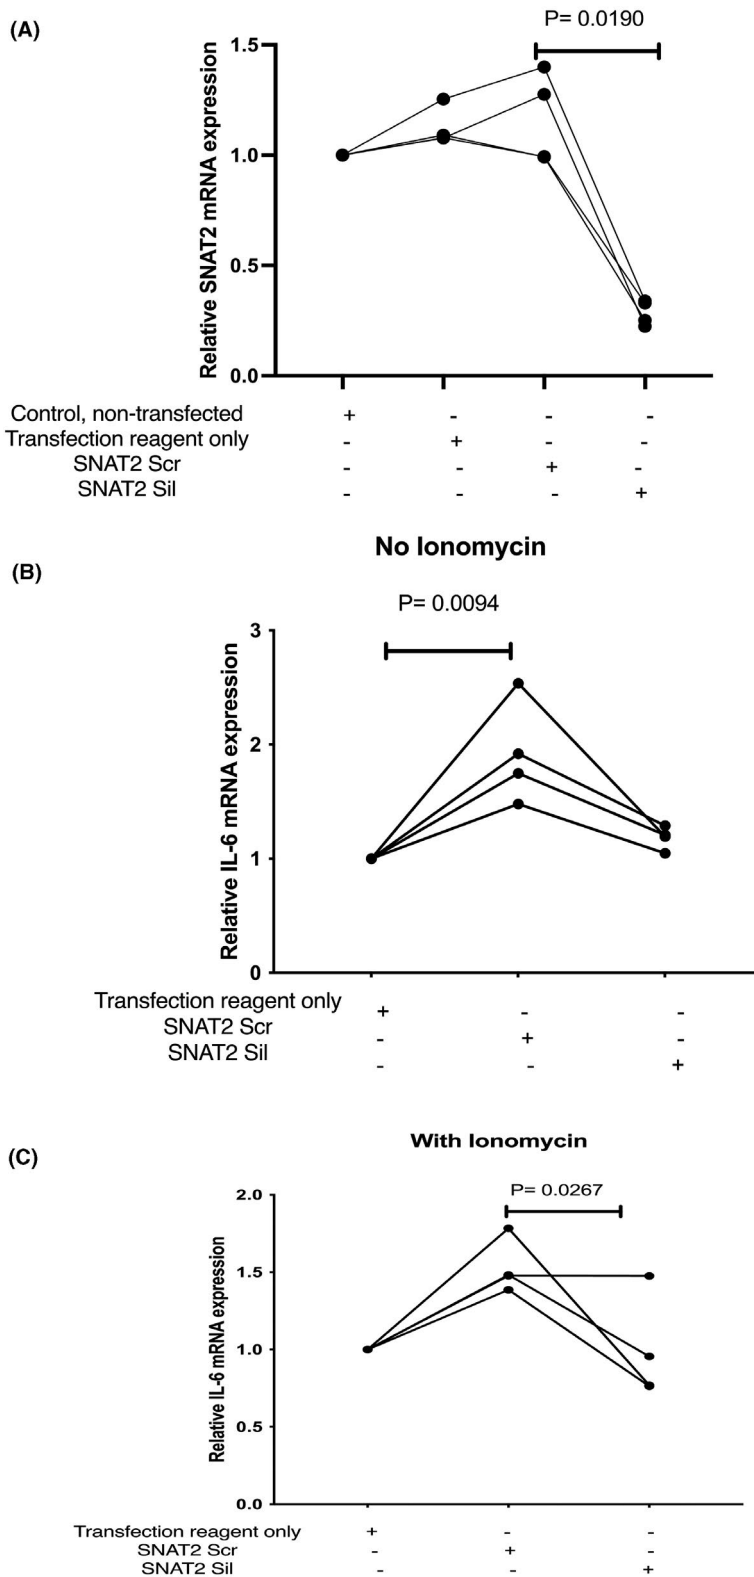 (A)
P= 0.0190
Relative SNAT2 mRNA expression
1.5
1.0
0.5
0.0
Control, non-transfected + - - -
Transfection reagent only - + - -
SNAT2 Scr - - + -
SNAT2 Sil - - - +
No Ionomycin
(B)
P= 0.0094
Relative IL-6 mRNA expression
3
2
1
0
Transfection reagent only + - -
SNAT2 Scr - + -
SNAT2 Sil - - +
With Ionomycin
(C)
P= 0.0267
Relative IL-6 mRNA expression
2.0
1.5
1.0
0.5
0.0
Transfection reagent only + - -
SNAT2 Scr - + -
SNAT2 Sil - - +